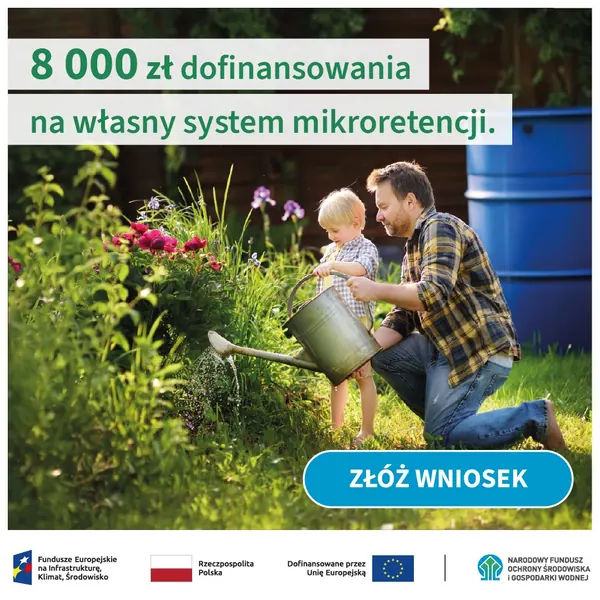 8 000 zł dofinansowania
na własny system mikroretencji.
ZŁÓŻ WNIOSEK
Fundusze Europejskie
na Infrastrukturę,
Klimat, Środowisko
Rzeczpospolita
Polska
Dofinansowane przez
Unię Europejską
NARODOWY FUNDUSZ
OCHRONY ŚRODOWISKA
i GOSPODARKI WODNEJ